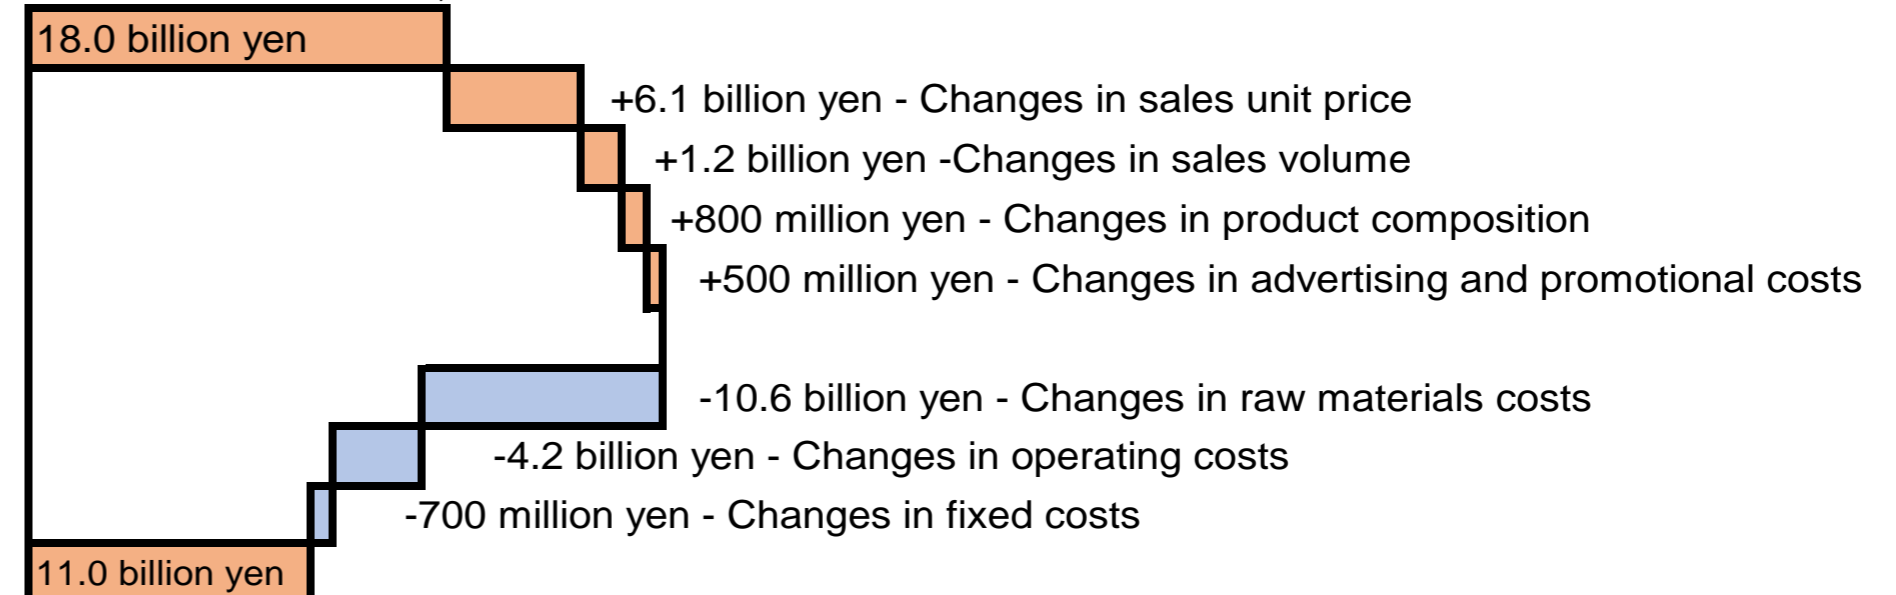 18.0 billion yen
+6.1 billion yen - Changes in sales unit price
+1.2 billion yen -Changes in sales volume
+800 million yen - Changes in product composition
+500 million yen - Changes in advertising and promotional costs
-10.6 billion yen - Changes in raw materials costs
-4.2 billion yen - Changes in operating costs
-700 million yen - Changes in fixed costs
11.0 billion yen